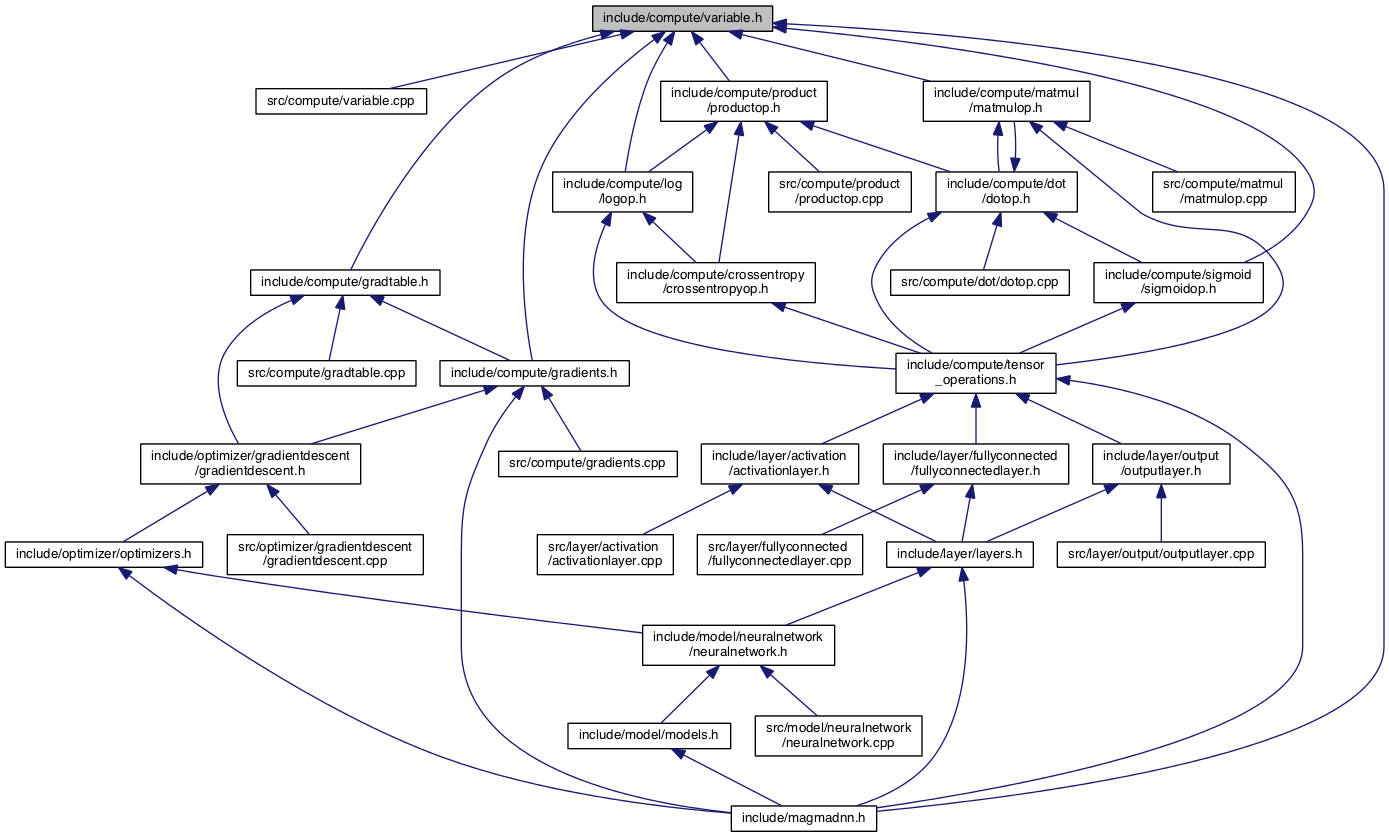 include/compute/variable.h
src/compute/variable.cpp
include/compute/product
/productop.h
include/compute/matmul
/matmulop.h
include/compute/log
/logop.h
src/compute/product
/productop.cpp
include/compute/dot
/dotop.h
src/compute/matmul
/matmulop.cpp
include/compute/gradtable.h
include/compute/crossentropy
/crossentropyop.h
src/compute/dot/dotop.cpp
include/compute/sigmoid
/sigmoidop.h
src/compute/gradtable.cpp
include/compute/gradients.h
include/compute/tensor
_operations.h
include/optimizer/gradientdescent
/gradientdescent.h
src/compute/gradients.cpp
include/layer/activation
/activationlayer.h
include/layer/fullyconnected
/fullyconnectedlayer.h
include/layer/output
/outputlayer.h
include/optimizer/optimizers.h
src/optimizer/gradientdescent
/gradientdescent.cpp
src/layer/activation
/activationlayer.cpp
src/layer/fullyconnected
/fullyconnectedlayer.cpp
include/layer/layers.h
src/layer/output/outputlayer.cpp
include/model/neuralnetwork
/neuralnetwork.h
include/model/models.h
src/model/neuralnetwork
/neuralnetwork.cpp
include/magmadnn.h